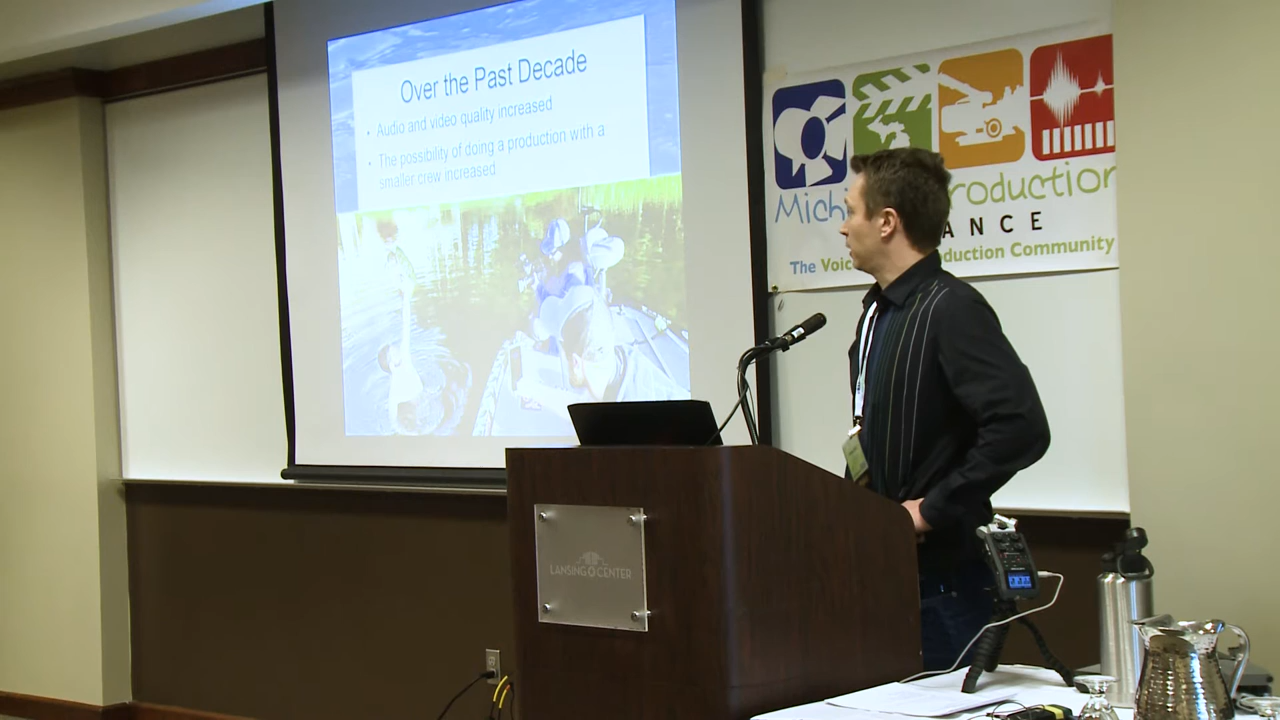 Over the Past Decade
• Audio and video quality increased
• The possibility of doing a production with a
smaller crew increased
Michi roduction
ANCE
The Voic oduction Community
LANSING CENTER